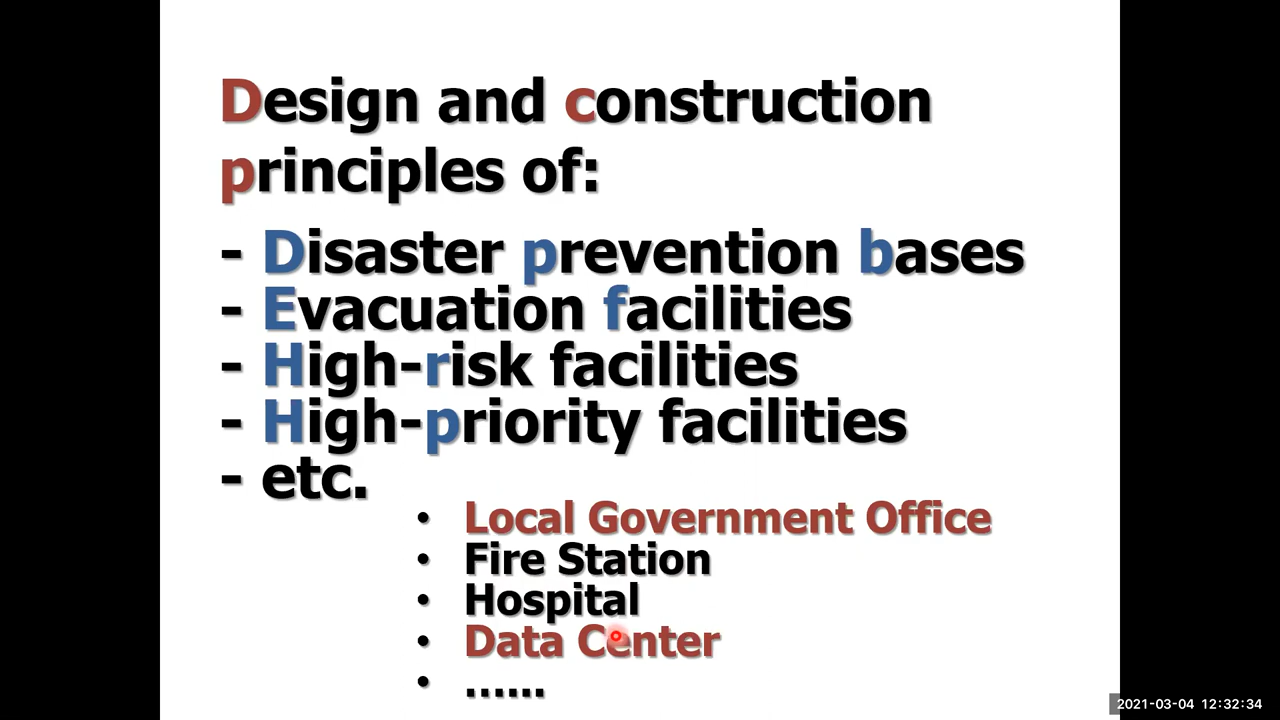 Design and construction
principles of:
- Disaster prevention bases
- Evacuation facilities
- High-risk facilities
- High-priority facilities
- etc.
• Local Government Office
• Fire Station
• Hospital
• Data Center
• ......
2021-03-04 12:32:34